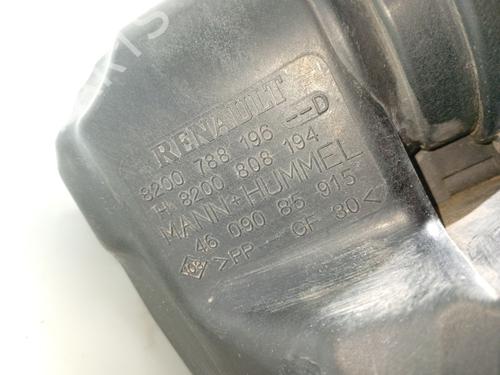 RENAULT
8200 788 196 --D
H 8200 808 194
MANN+HUMMEL
46 090 85 915
>PP - GF 30<